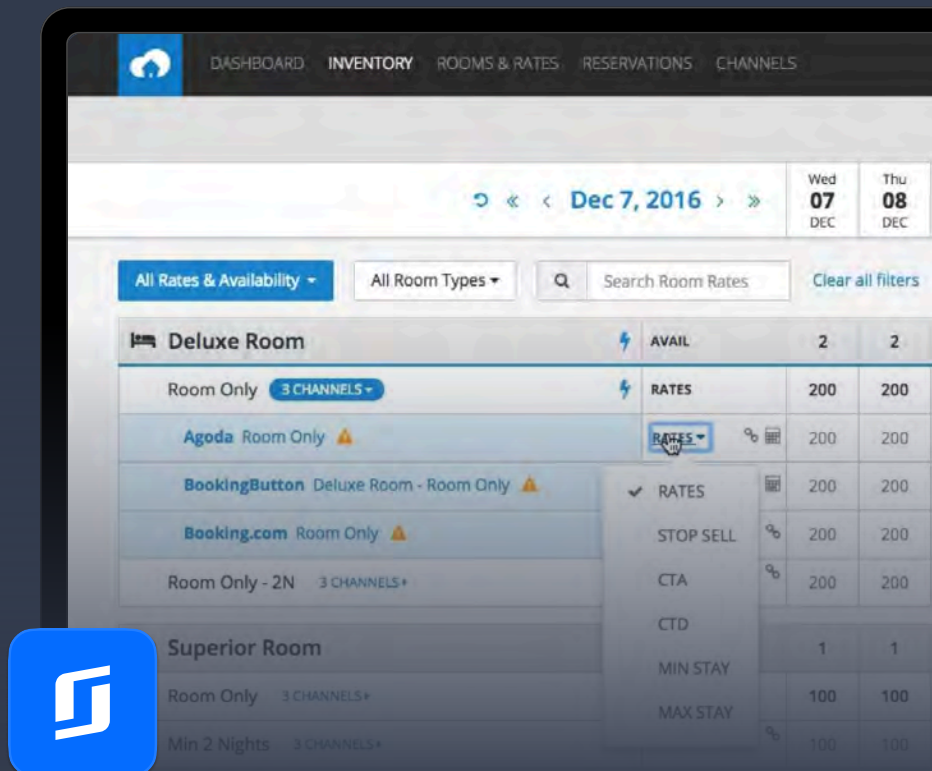 DASHBOARD INVENTORY ROOMS & RATES RESERVATIONS CHANNELS
Dec 7, 2016
Wed 07 DEC
Thu 08 DEC
All Rates & Availability All Room Types Search Room Rates Clear all filters
Deluxe Room AVAIL 2 2
Room Only 3 CHANNELS RATES 200 200
Agoda Room Only RATES 200 200
BookingButton Deluxe Room - Room Only 200 200
RATES
Booking.com Room Only 200 200
STOP SELL
Room Only - 2N 3 CHANNELS 200 200
CTA
CTD
Superior Room 1 1
MIN STAY
Room Only 3 CHANNELS 100 100
MAX STAY
Min 2 Nights 3 CHANNELS 100 100